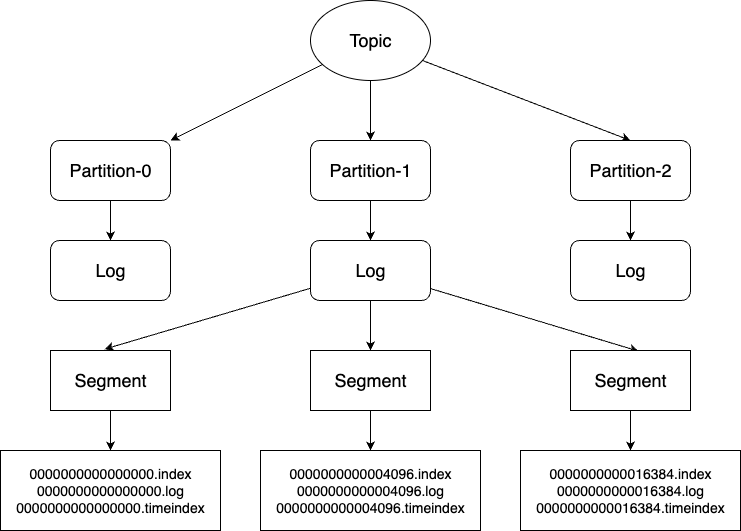 Topic
Partition-0
Partition-1
Partition-2
Log
Log
Log
Segment
Segment
Segment
0000000000000000.index
0000000000000000.log
0000000000000000.timeindex
0000000000004096.index
0000000000004096.log
0000000000004096.timeindex
0000000000016384.index
0000000000016384.log
0000000000016384.timeindex